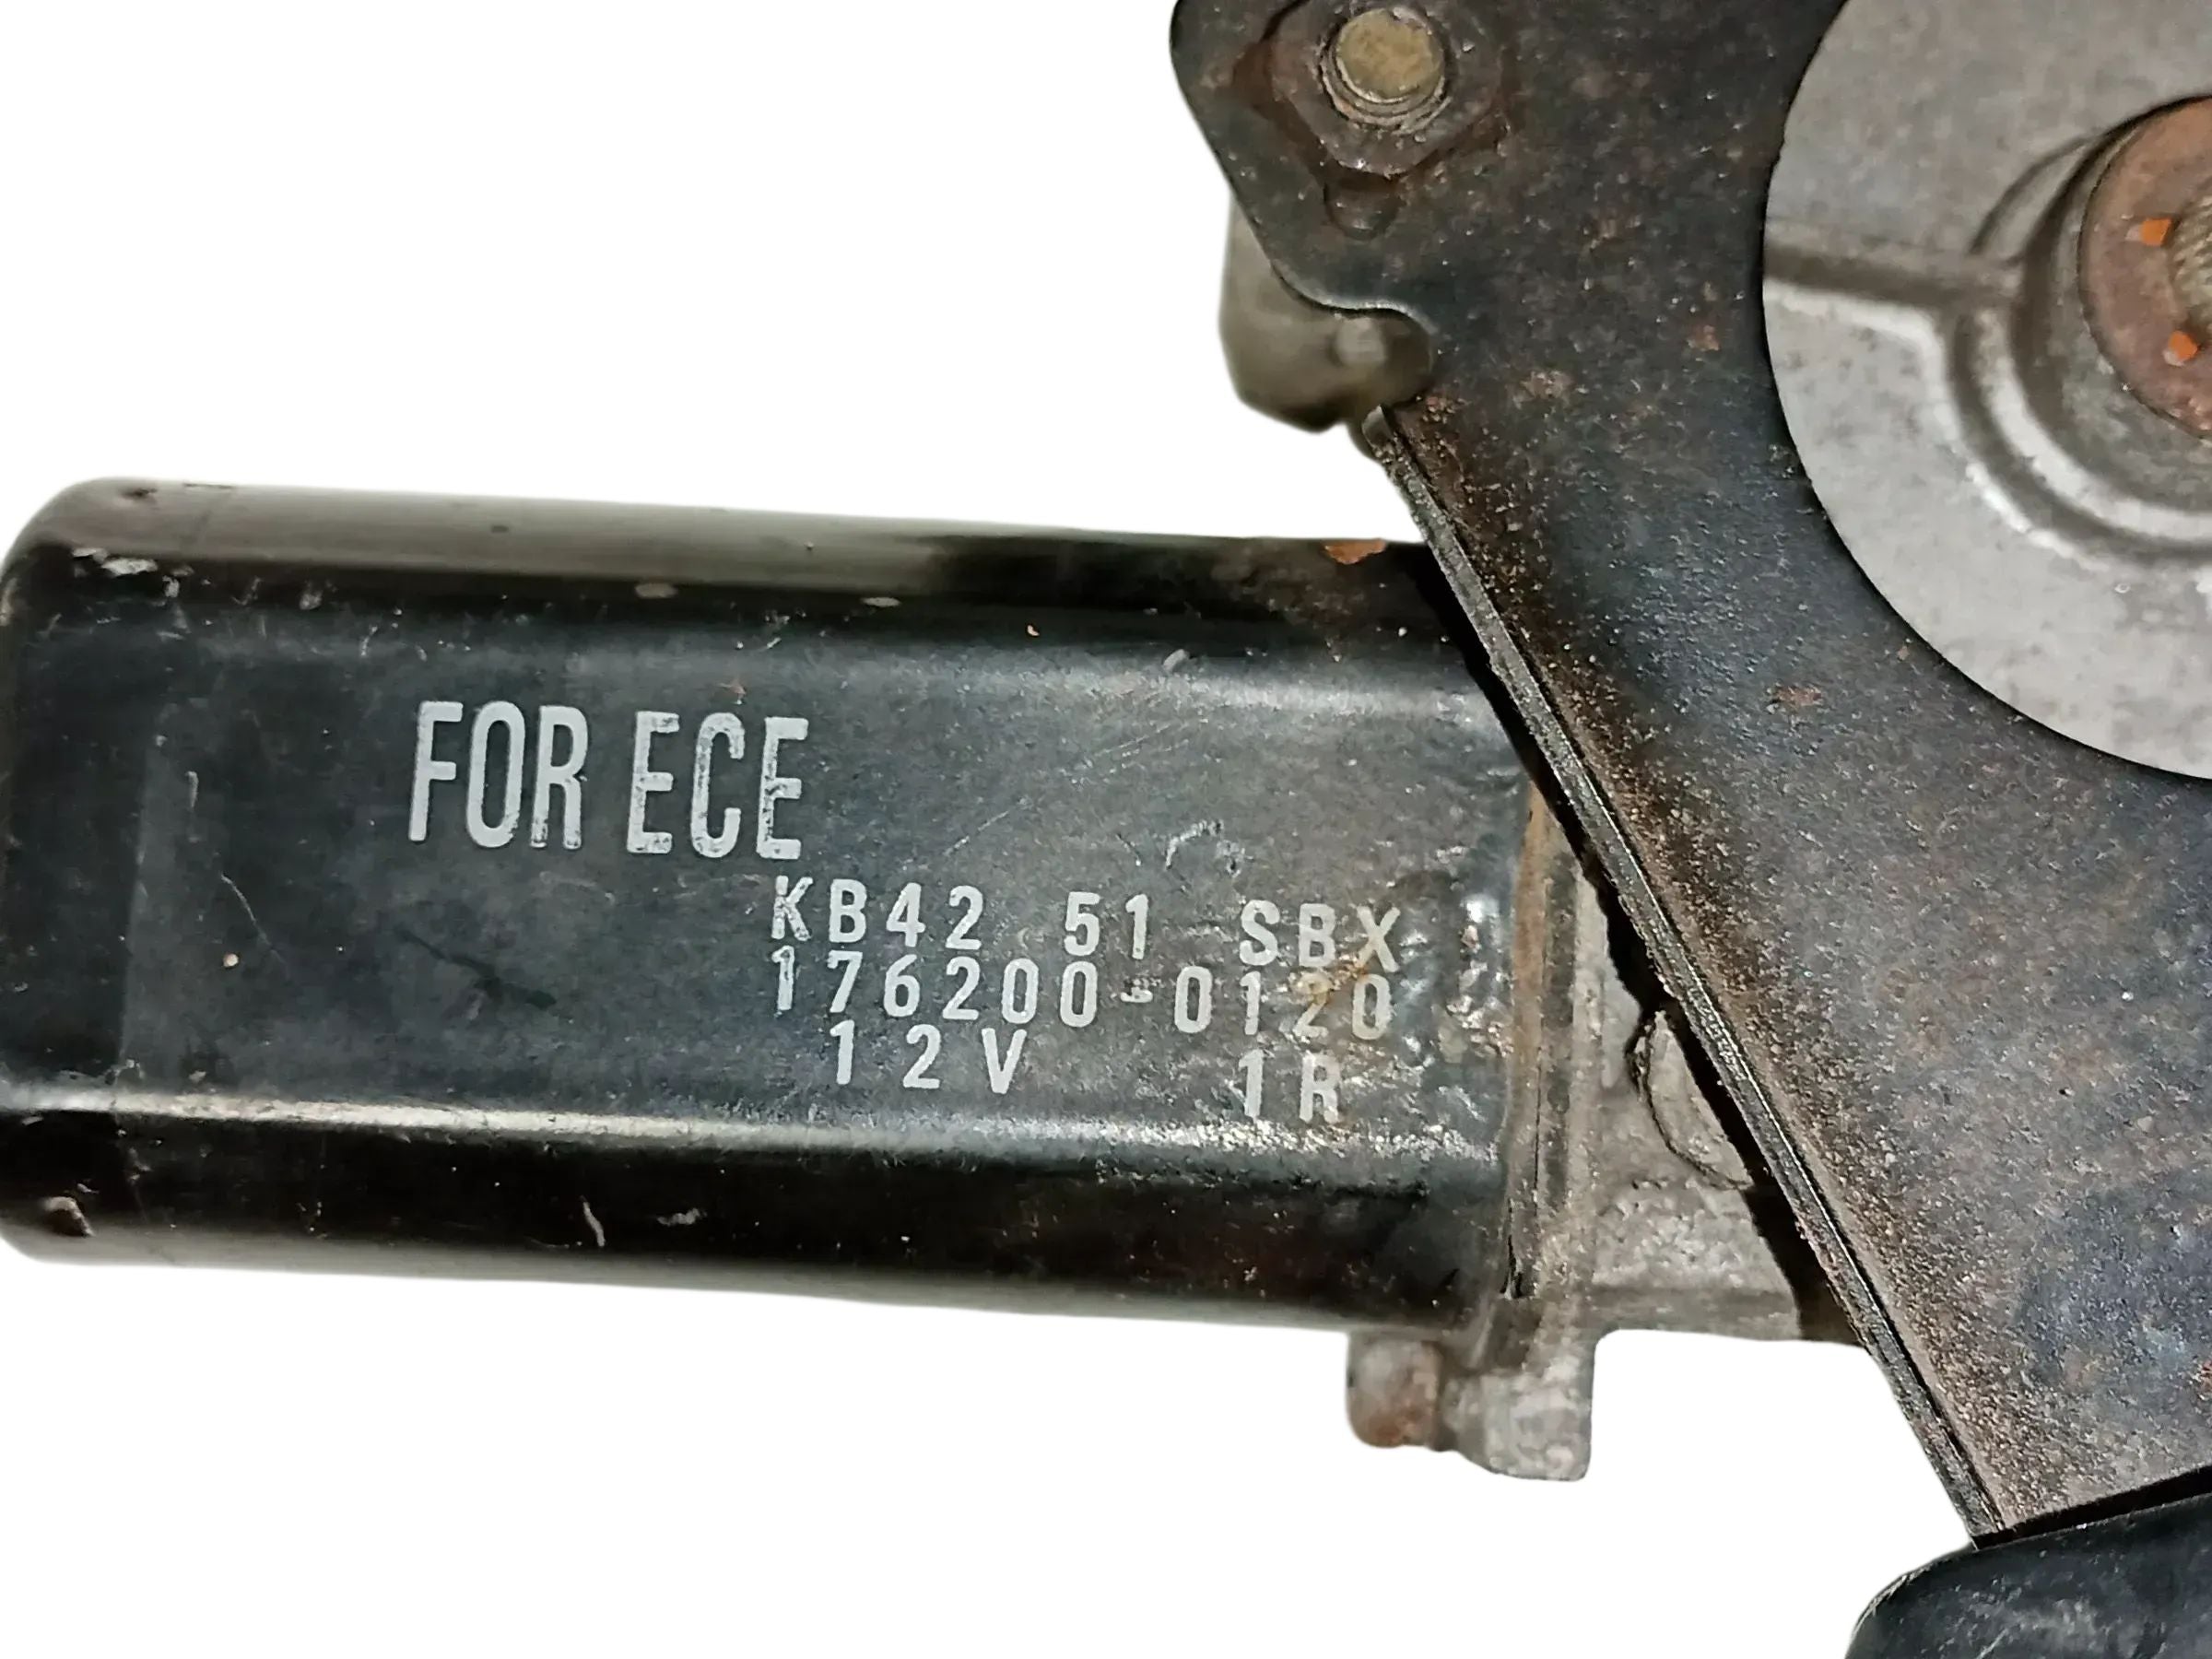 FOR ECE
KB42 51 SBX
176200-0120
12V 1R